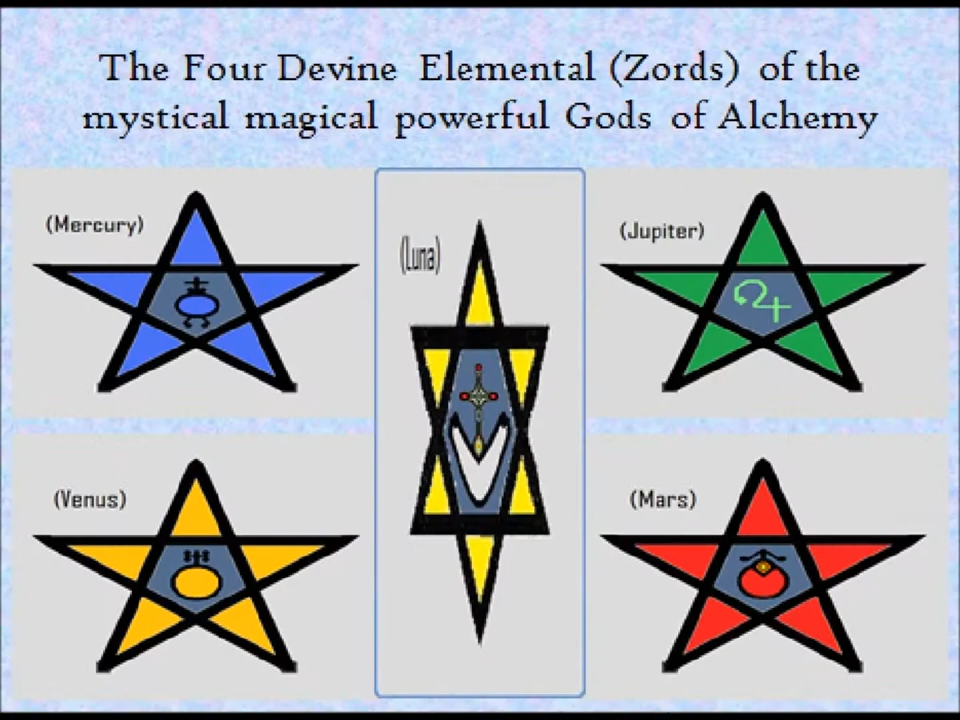 The Four Devine Elemental (Zords) of the
mystical magical powerful Gods of Alchemy
(Mercury)
(Luna)
(Jupiter)
(Venus)
(Mars)